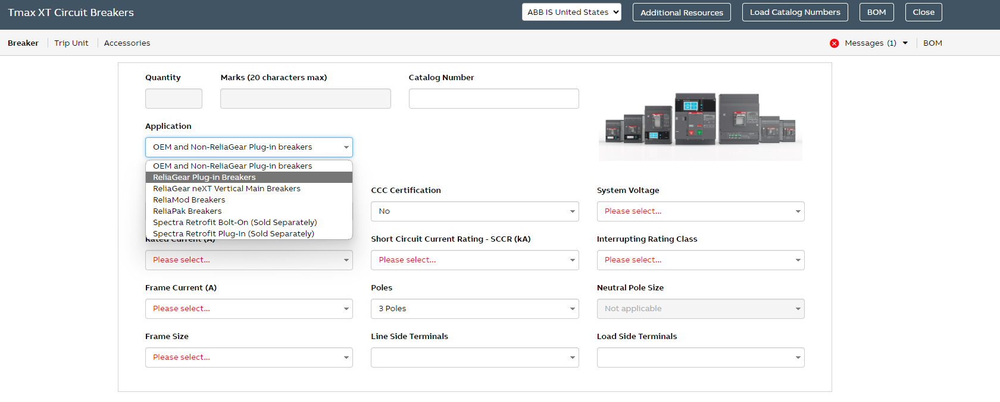 Tmax XT Circuit Breakers
ABB IS United States
Additional Resources
Load Catalog Numbers
BOM
Close
Breaker
Trip Unit
Accessories
Messages (1)
BOM
Quantity
Marks (20 characters max)
Catalog Number
Application
OEM and Non-ReliaGear Plug-in breakers
OEM and Non-ReliaGear Plug-in breakers
ReliaGear Plug-in Breakers
ReliaGear neXT Vertical Main Breakers
ReliaMod Breakers
ReliaPak Breakers
Spectra Retrofit Bolt-On (Sold Separately)
Spectra Retrofit Plug-In (Sold Separately)
CCC Certification
System Voltage
No
Please select...
Rated Current (A)
Short Circuit Current Rating - SCCR (kA)
Interrupting Rating Class
Please select...
Please select...
Please select...
Frame Current (A)
Poles
Neutral Pole Size
Please select...
3 Poles
Not applicable
Frame Size
Line Side Terminals
Load Side Terminals
Please select...